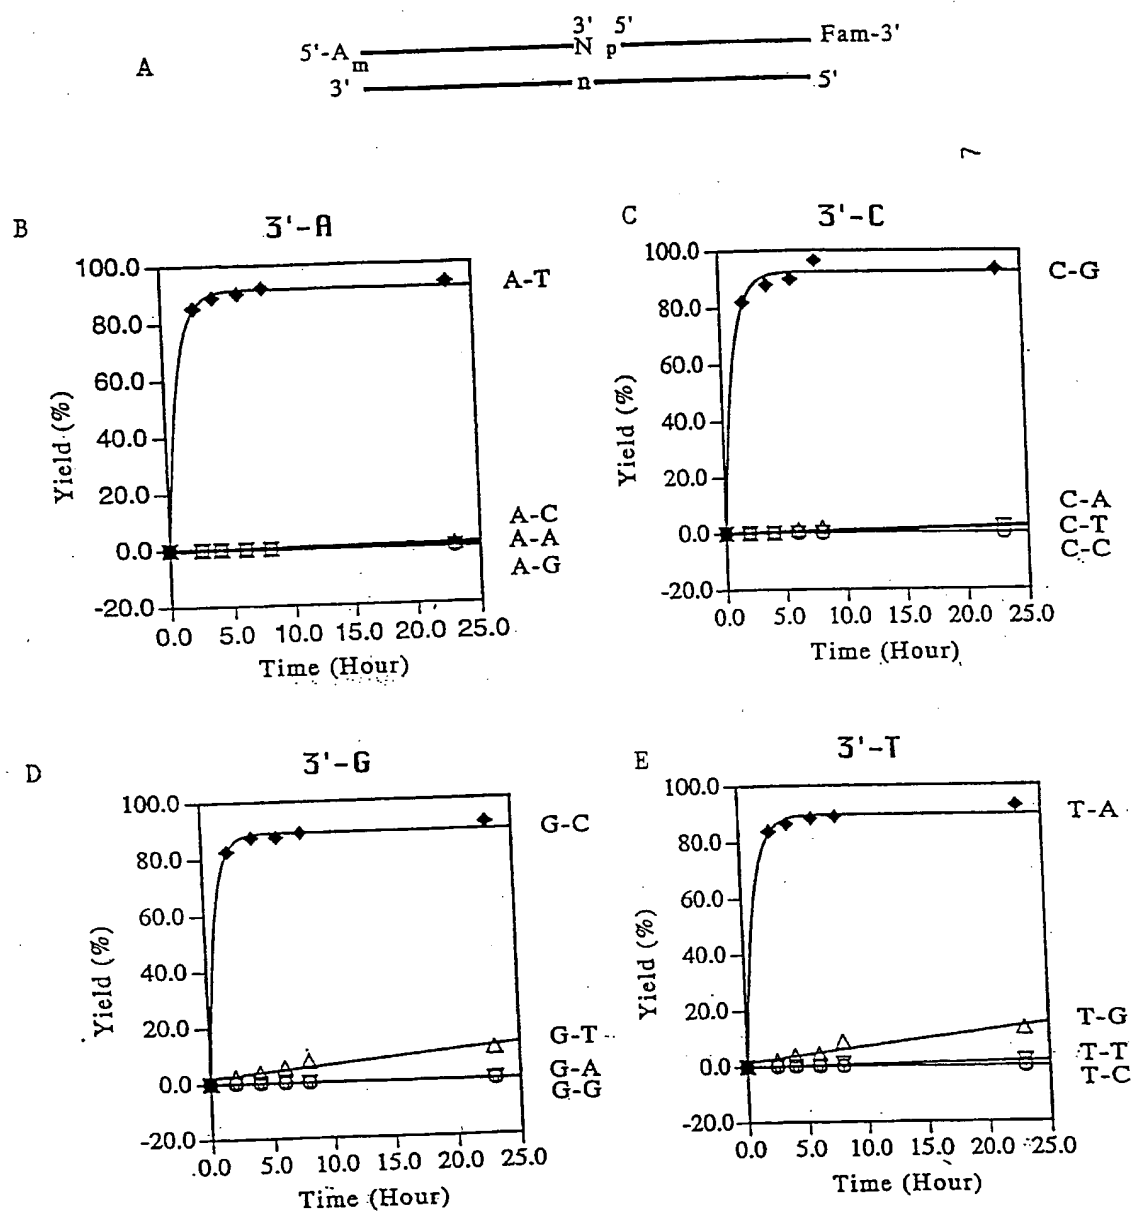 A
3' 5'
5'-Am N p Fam-3'
3' n 5'
7
B
3'-A
100.0
80.0
60.0
40.0
20.0
0.0
-20.0
Yield (%)
0.0 5.0 10.0 15.0 20.0 25.0
Time (Hour)
A-T
A-C
A-A
A-G
C
3'-C
100.0
80.0
60.0
40.0
20.0
0.0
-20.0
Yield (%)
0.0 5.0 10.0 15.0 20.0 25.0
Time (Hour)
C-G
C-A
C-T
C-C
D
3'-G
100.0
80.0
60.0
40.0
20.0
0.0
-20.0
Yield (%)
0.0 5.0 10.0 15.0 20.0 25.0
Time (Hour)
G-C
G-T
G-A
G-G
E
3'-T
100.0
80.0
60.0
40.0
20.0
0.0
-20.0
Yield (%)
0.0 5.0 10.0 15.0 20.0 25.0
Time (Hour)
T-A
T-G
T-T
T-C